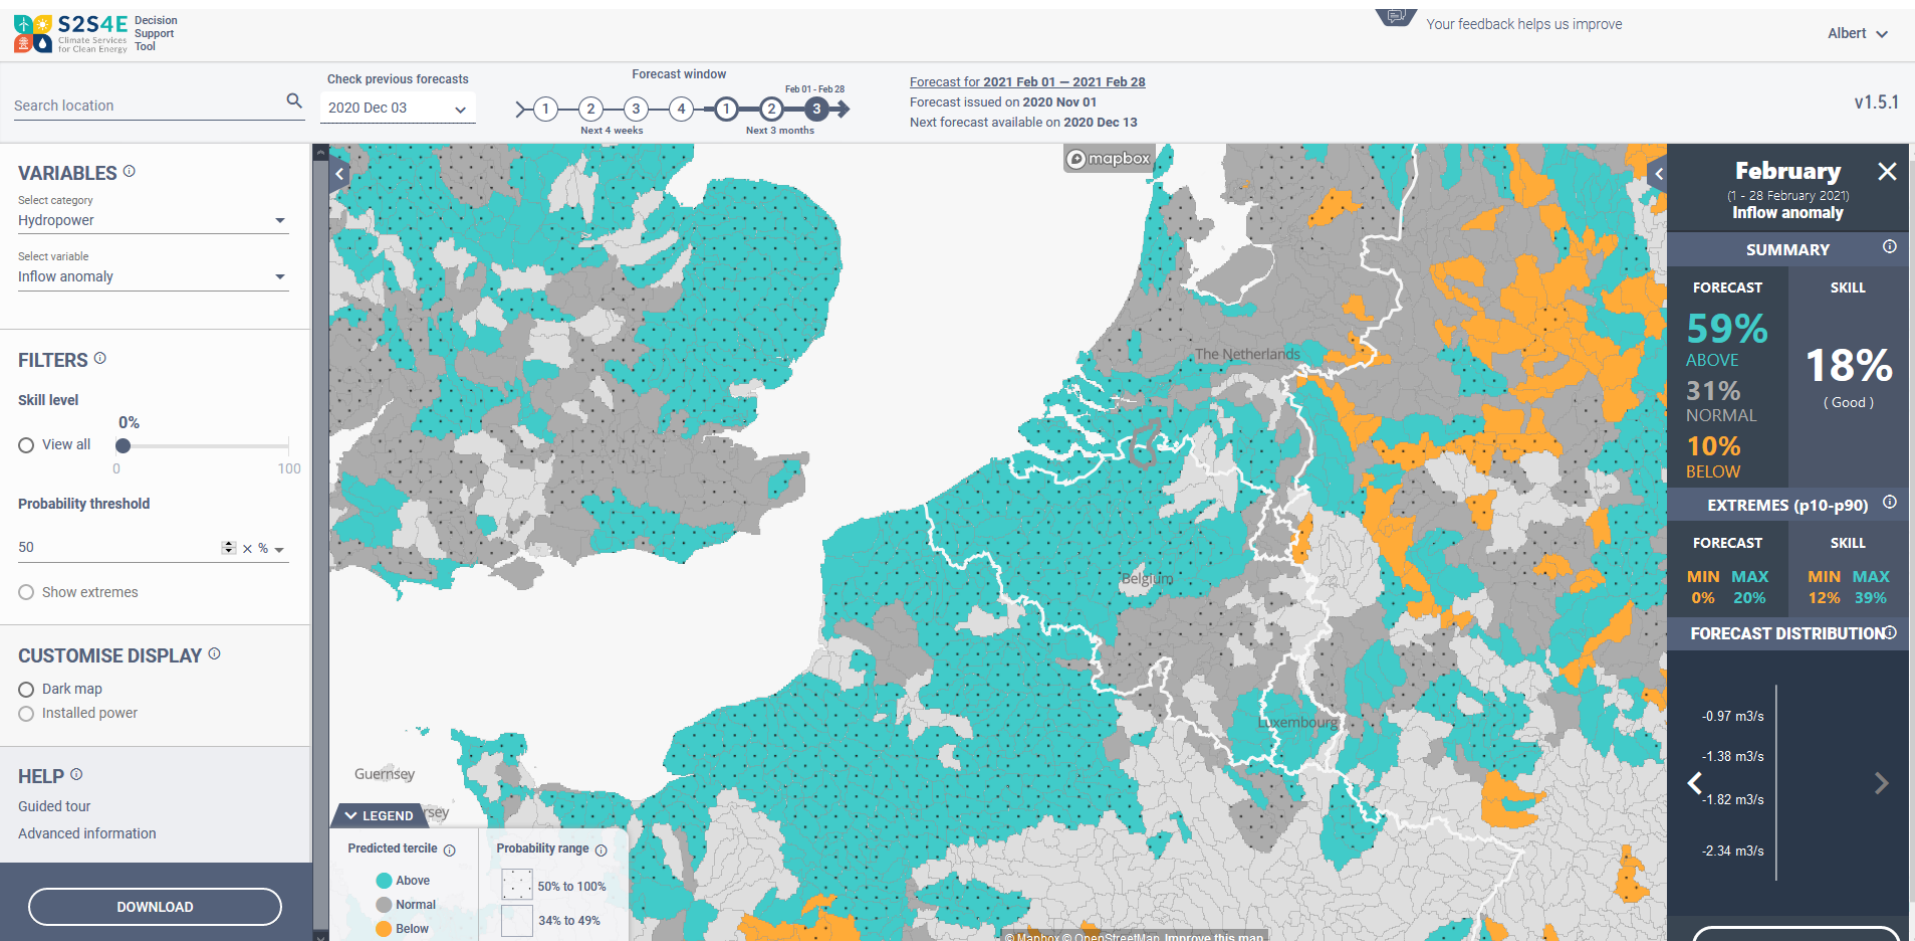 S2S4E
Climate Services
for Clean Energy
Decision
Support
Tool
Your feedback helps us improve
Albert
Search location
Check previous forecasts
2020 Dec 03
Forecast window
Feb 01 - Feb 28
1 2 3 4 1 2 3
Next 4 weeks
Next 3 months
Forecast for 2021 Feb 01 — 2021 Feb 28
Forecast issued on 2020 Nov 01
Next forecast available on 2020 Dec 13
v1.5.1
VARIABLES
Select category
Hydropower
Select variable
Inflow anomaly
FILTERS
Skill level
0%
View all
0 100
Probability threshold
50 × %
Show extremes
CUSTOMISE DISPLAY
Dark map
Installed power
HELP
Guided tour
Advanced information
DOWNLOAD
mapbox
The Netherlands
Belgium
Luxembourg
Guernsey
rsey
LEGEND
Predicted tercile
Above
Normal
Below
Probability range
50% to 100%
34% to 49%
© Mapbox © OpenStreetMap Improve this map
February
(1 - 28 February 2021)
Inflow anomaly
SUMMARY
FORECAST SKILL
59%
ABOVE
31%
NORMAL
10%
BELOW
18%
( Good )
EXTREMES (p10-p90)
FORECAST SKILL
MIN MAX MIN MAX
0% 20% 12% 39%
FORECAST DISTRIBUTION
-0.97 m3/s
-1.38 m3/s
-1.82 m3/s
-2.34 m3/s